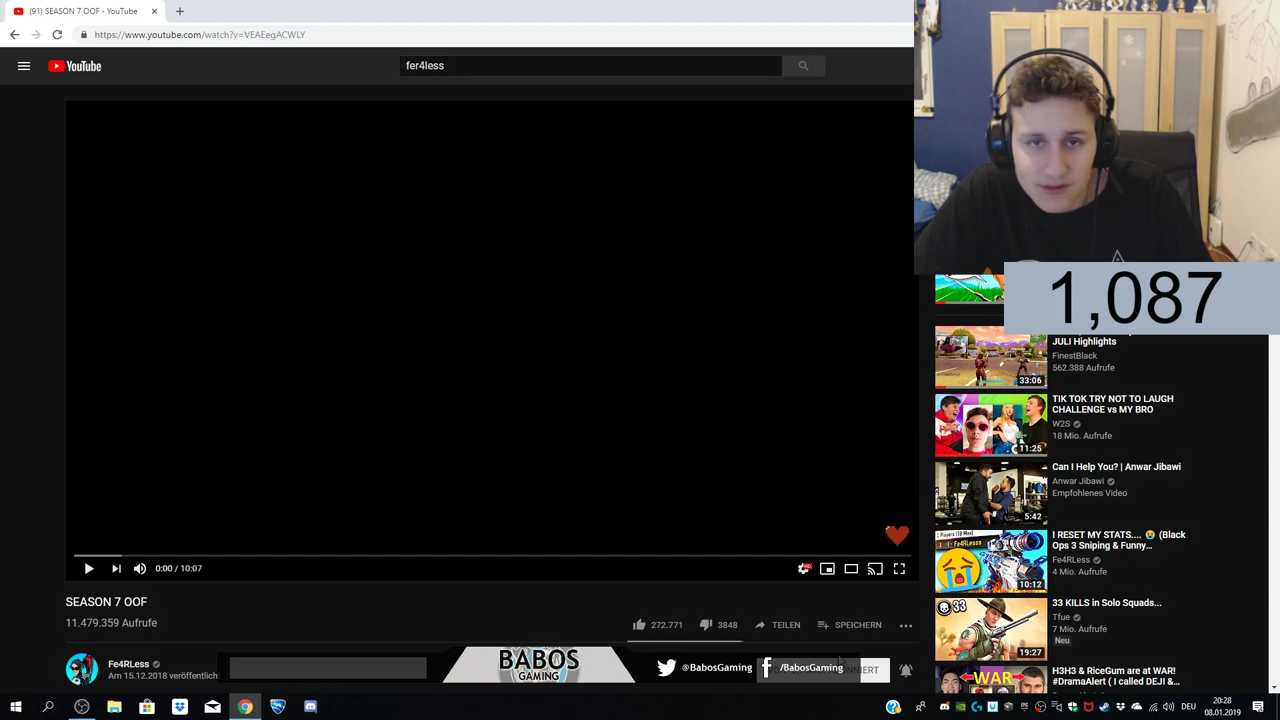 (91) SEASON 7 OOF - YouTube
https://www.youtube.com/watch?v=VEAEegACWLY
YouTube
fer4less
1,087
JULI Highlights
FinestBlack
562.388 Aufrufe
33:06
TIK TOK TRY NOT TO LAUGH
CHALLENGE vs MY BRO
W2S
18 Mio. Aufrufe
11:25
Can I Help You? | Anwar Jibawi
Anwar Jibawi
Empfohlenes Video
5:42
I RESET MY STATS.... 😭 (Black
Ops 3 Sniping & Funny...
Fe4RLess
4 Mio. Aufrufe
10:12
33 KILLS in Solo Squads...
Tfue
7 Mio. Aufrufe
Neu
33
19:27
H3H3 & RiceGum are at WAR!
#DramaAlert ( I called DEJI &...
WAR
0:00 / 10:07
HD
SEASON 7 OOF
11.479.359 Aufrufe
272.771
3848
TEILEN
SPEICHERN
Fe4RLess
Am 15.12.2018 veröffentlicht
BABOS
GAMING
@BabosGaming
/BabosGaming
DEU
20:28
08.01.2019